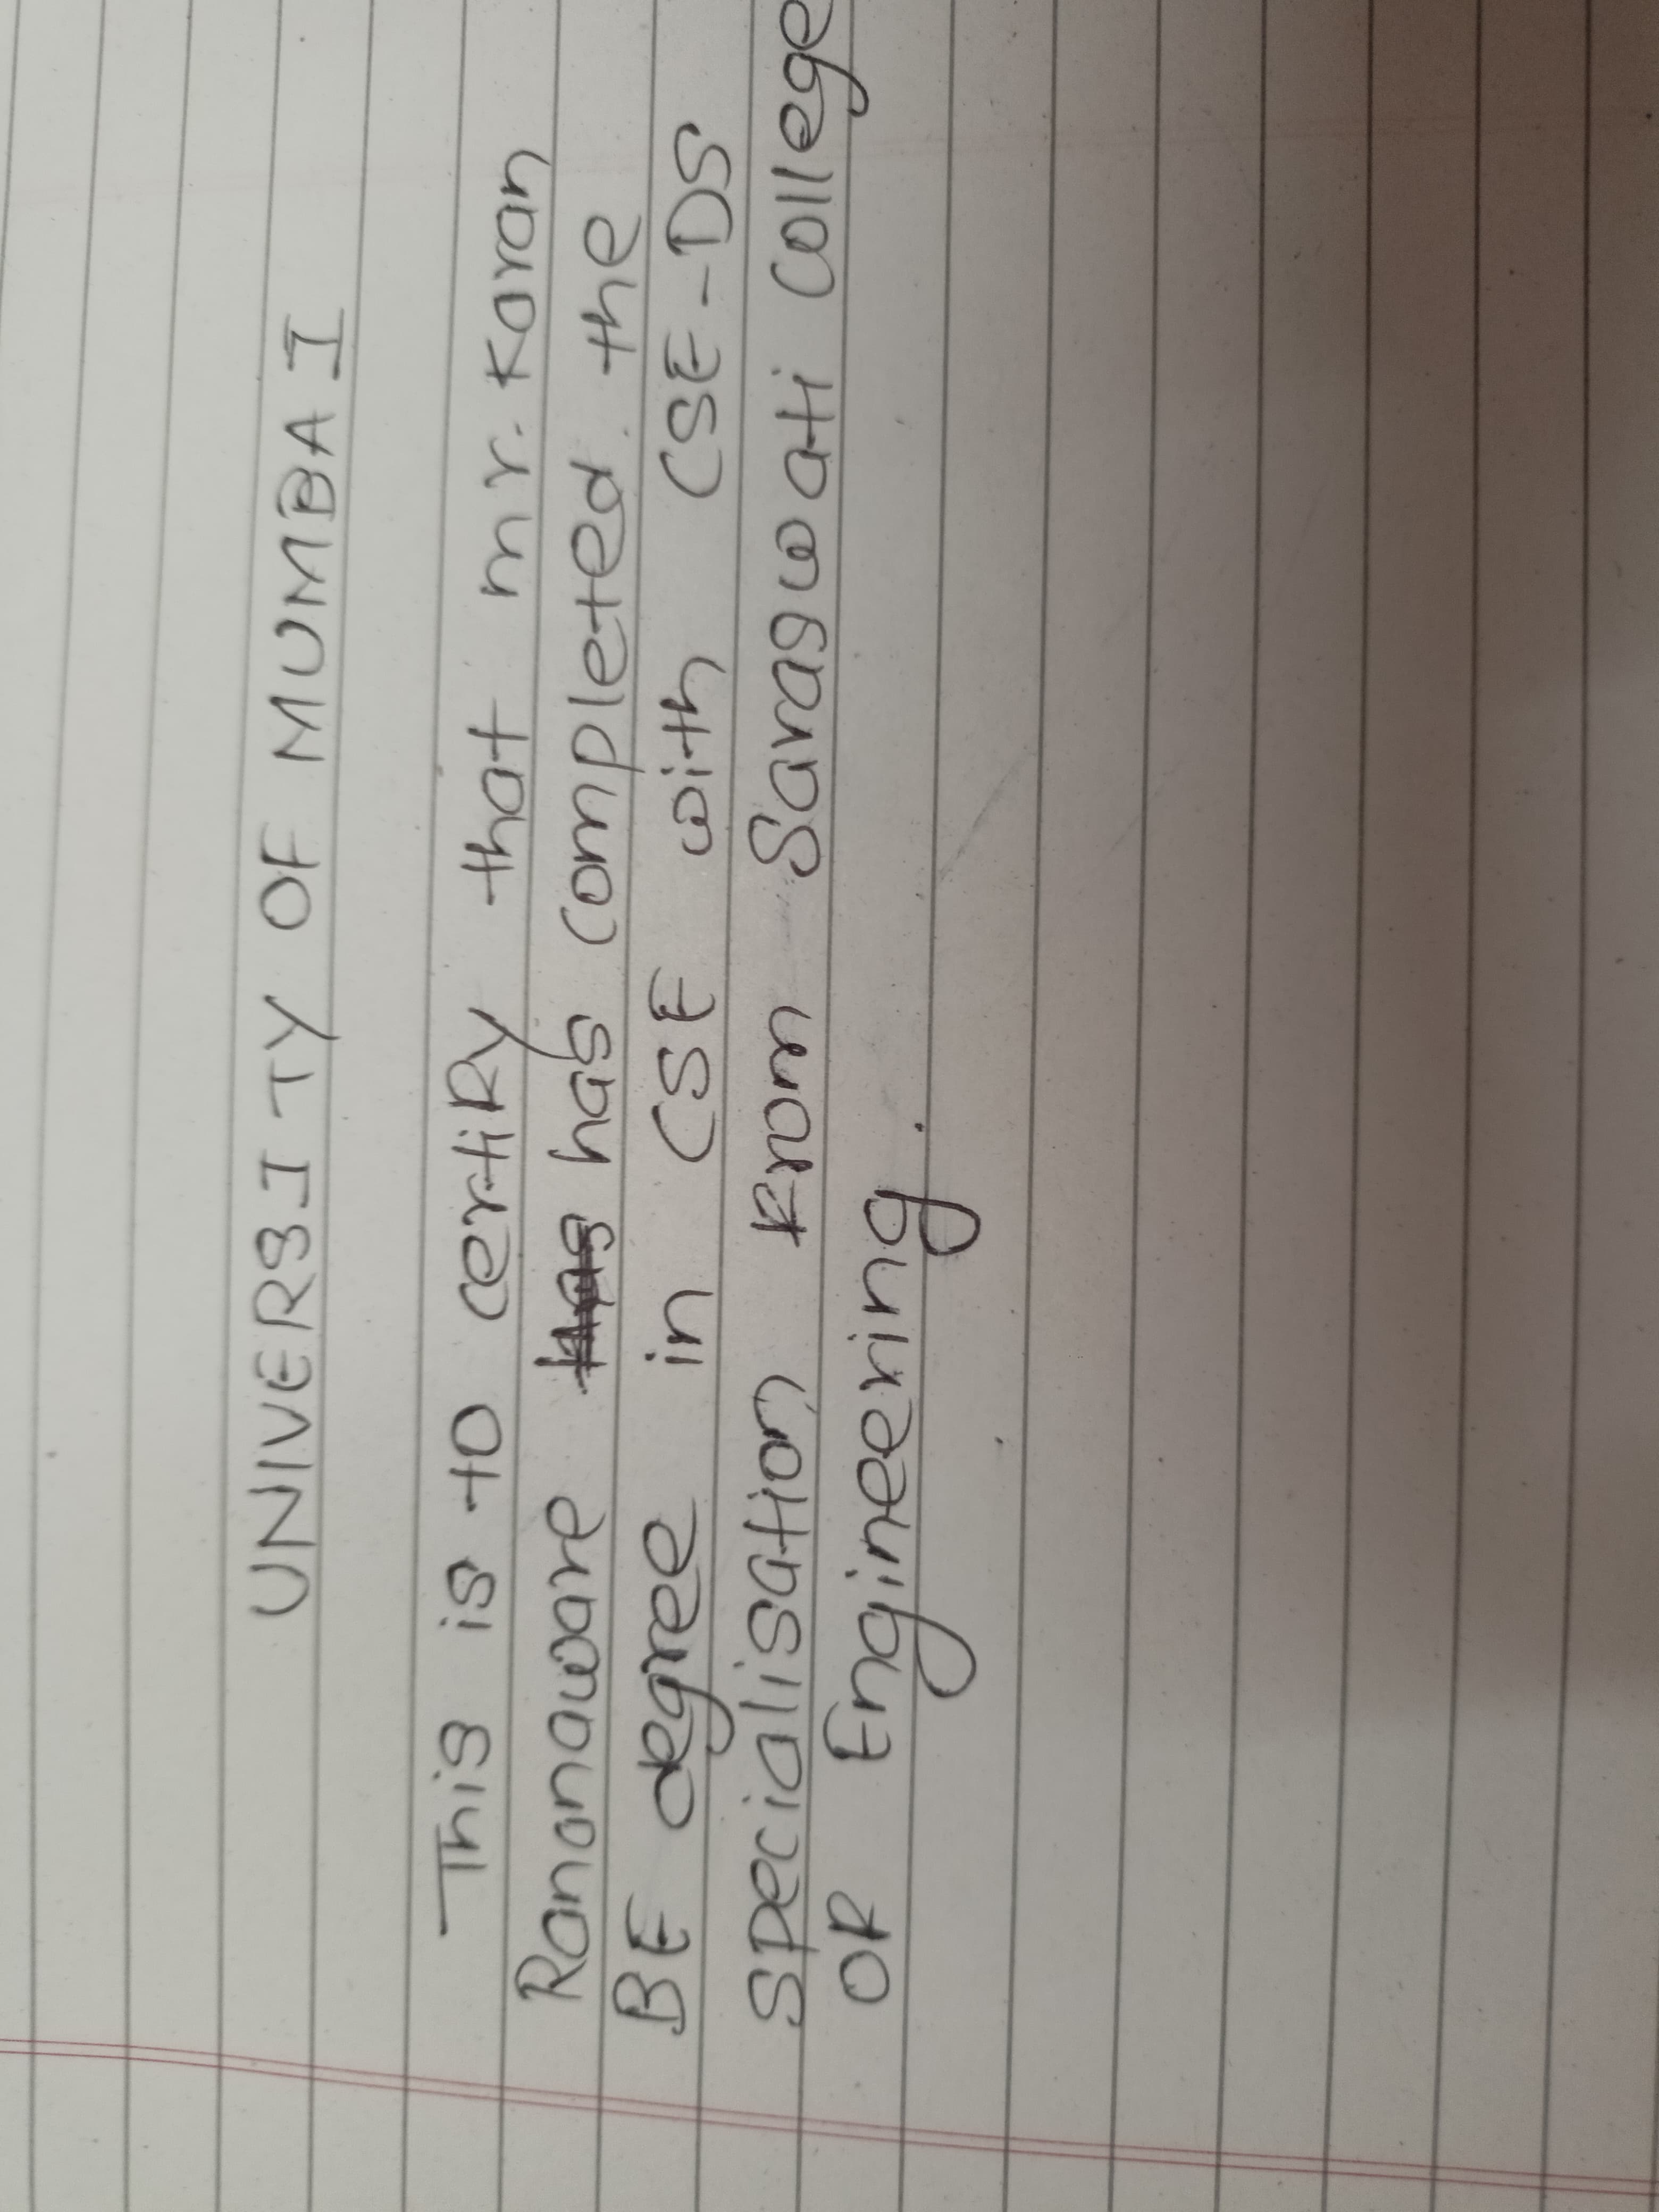 UNIVERSITY OF MUMBAI
This is to certify that mr. Karan
Rananaware has completed the
BE degree in CSE with CSE-DS
specialisation from Saraswati College
of Engineering.